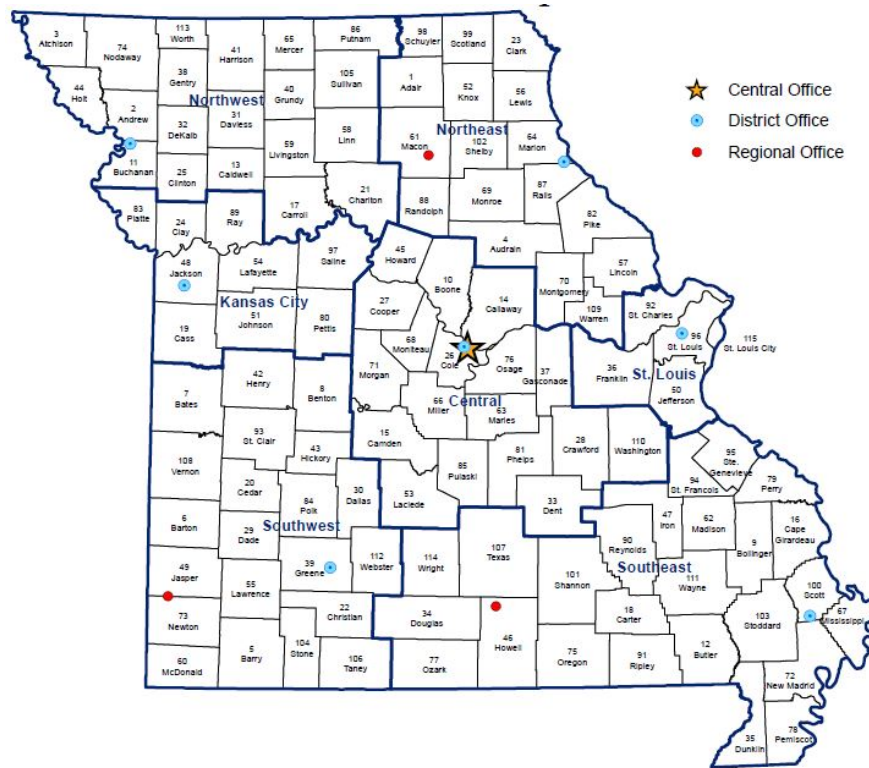 3
Atchison
74
Nodaway
113
Worth
41
Harrison
65
Mercer
86
Putnam
98
Schuyler
99
Scotland
23
Clark
44
Holt
38
Gentry
40
Grundy
105
Sullivan
1
Adair
52
Knox
56
Lewis
Northwest
2
Andrew
32
DeKalb
31
Daviess
59
Livingston
58
Linn
61
Macon
Northeast
102
Shelby
64
Marion
11
Buchanan
25
Clinton
13
Caldwell
21
Chariton
88
Randolph
69
Monroe
87
Ralls
83
Platte
24
Clay
89
Ray
17
Carroll
82
Pike
4
Audrain
48
Jackson
54
Lafayette
97
Saline
45
Howard
10
Boone
14
Callaway
70
Montgomery
57
Lincoln
109
Warren
92
St. Charles
Kansas City
19
Cass
51
Johnson
80
Pettis
27
Cooper
68
Moniteau
26
Cole
76
Osage
37
Gasconade
36
Franklin
96
St. Louis
115
St. Louis City
St. Louis
50
Jefferson
7
Bates
42
Henry
8
Benton
71
Morgan
66
Miller
Central
63
Maries
93
St. Clair
43
Hickory
15
Camden
85
Pulaski
81
Phelps
28
Crawford
110
Washington
95
Ste.
Genevieve
94
St. Francois
79
Perry
108
Vernon
20
Cedar
84
Polk
30
Dallas
53
Laclede
33
Dent
47
Iron
62
Madison
16
Cape
Girardeau
6
Barton
29
Dade
Southwest
39
Greene
112
Webster
114
Wright
107
Texas
90
Reynolds
Southeast
9
Bollinger
49
Jasper
55
Lawrence
22
Christian
101
Shannon
111
Wayne
100
Scott
67
Mississippi
73
Newton
34
Douglas
46
Howell
18
Carter
103
Stoddard
60
McDonald
5
Barry
104
Stone
106
Taney
77
Ozark
75
Oregon
91
Ripley
12
Butler
72
New Madrid
35
Dunklin
78
Pemiscot
Central Office
District Office
Regional Office